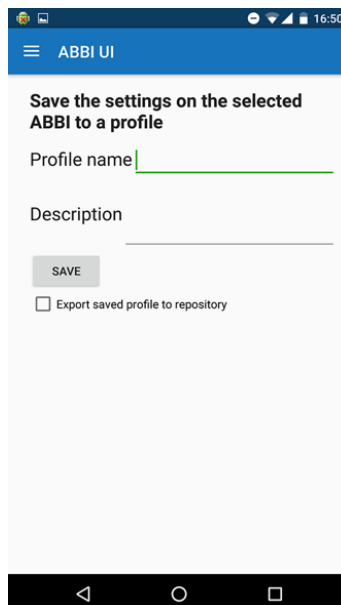 16:50
ABBI UI
Save the settings on the selected
ABBI to a profile
Profile name
Description
SAVE
Export saved profile to repository